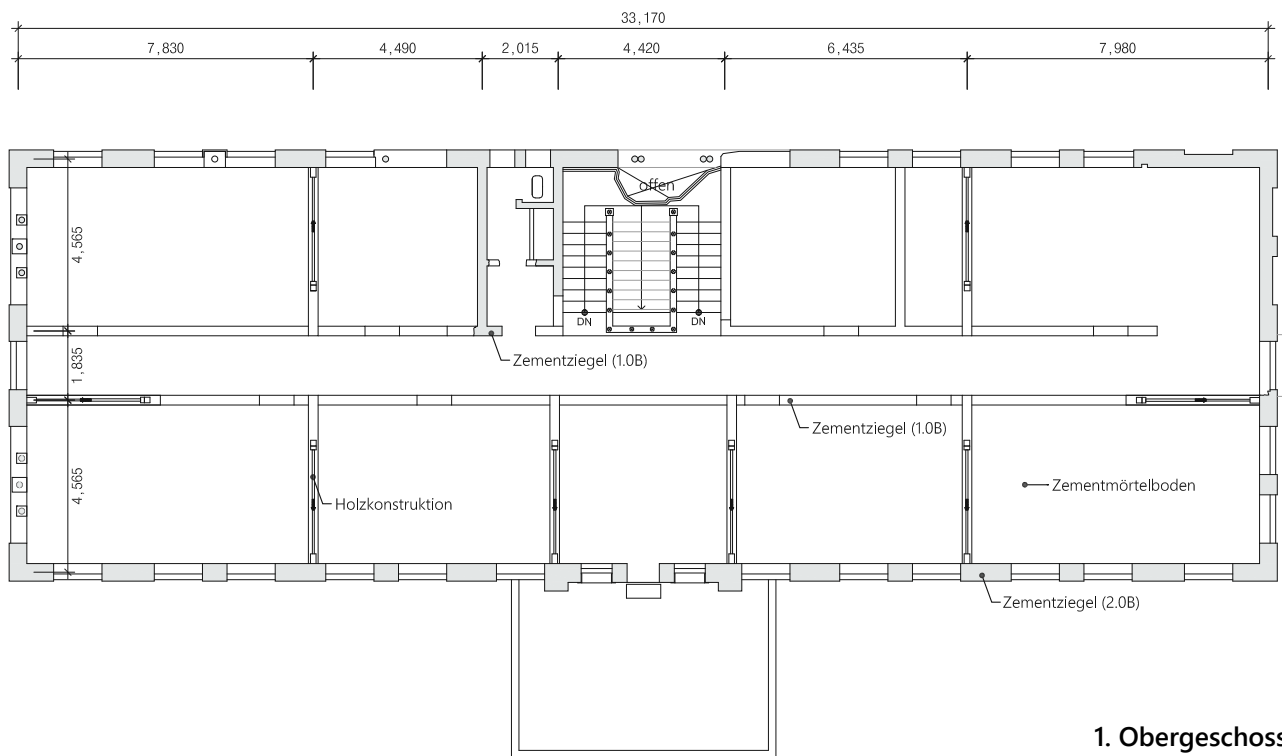 33,170
7,830
4,490
2,015
4,420
6,435
7,980
offen
4,565
DN
DN
Zementziegel (1.0B)
1,835
Zementziegel (1.0B)
4,565
Zementmörtelboden
Holzkonstruktion
Zementziegel (2.0B)
1. Obergeschoss